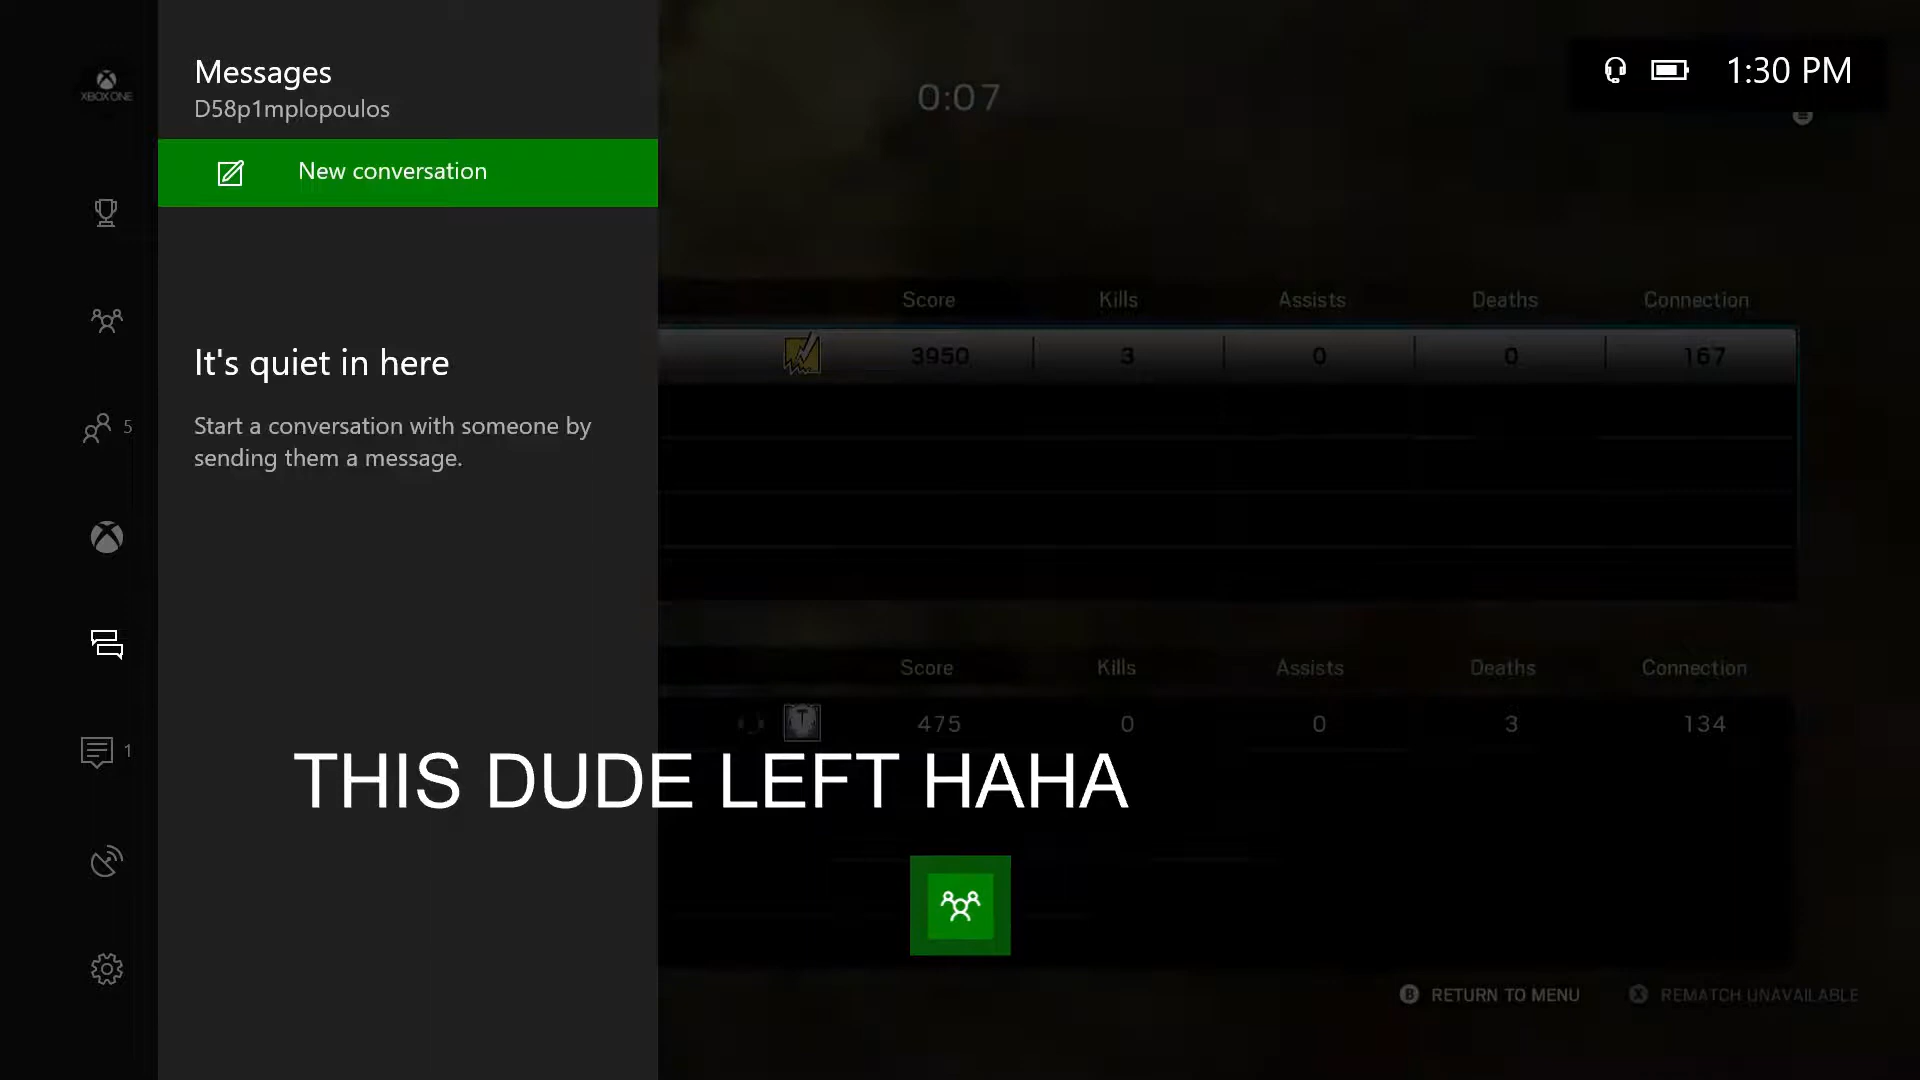 Messages
D58p1mplopoulos
New conversation
It's quiet in here
Start a conversation with someone by
sending them a message.
XBOX ONE
5
1
0:07
1:30 PM
Score Kills Assists Deaths Connection
3950 3 0 0 167
Score Kills Assists Deaths Connection
T 475 0 0 3 134
THIS DUDE LEFT HAHA
B RETURN TO MENU X REMATCH UNAVAILABLE